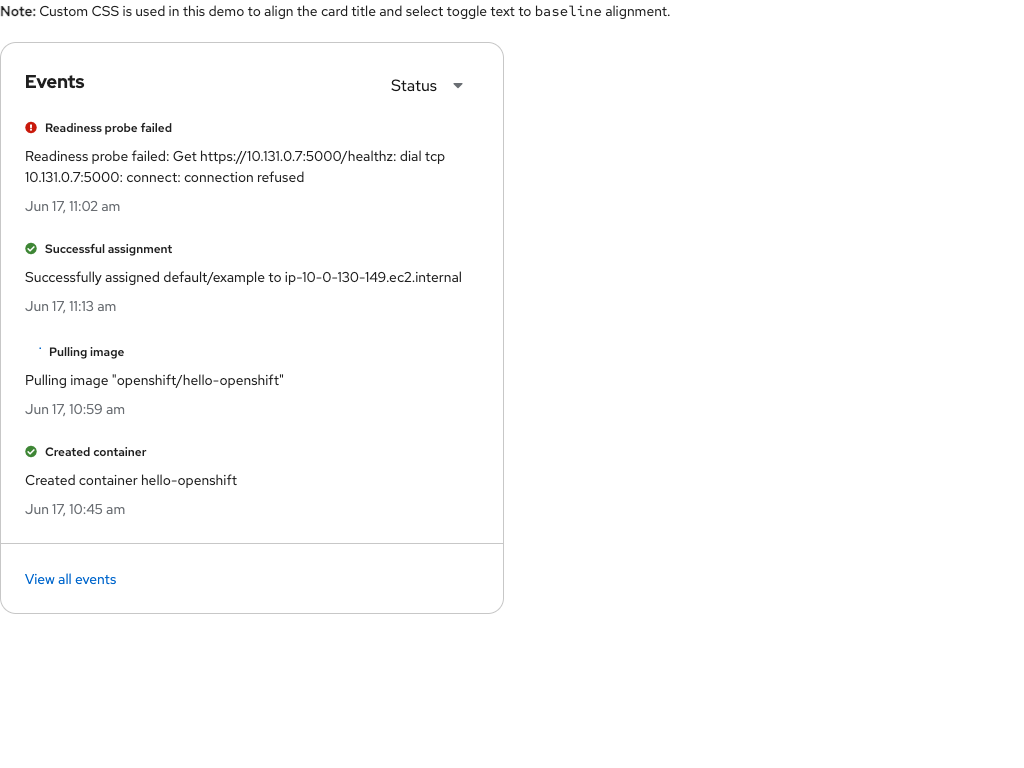 Note: Custom CSS is used in this demo to align the card title and select toggle text to baseline alignment.
Events
Status
Readiness probe failed
Readiness probe failed: Get https://10.131.0.7:5000/healthz: dial tcp
10.131.0.7:5000: connect: connection refused
Jun 17, 11:02 am
Successful assignment
Successfully assigned default/example to ip-10-0-130-149.ec2.internal
Jun 17, 11:13 am
Pulling image
Pulling image "openshift/hello-openshift"
Jun 17, 10:59 am
Created container
Created container hello-openshift
Jun 17, 10:45 am
View all events